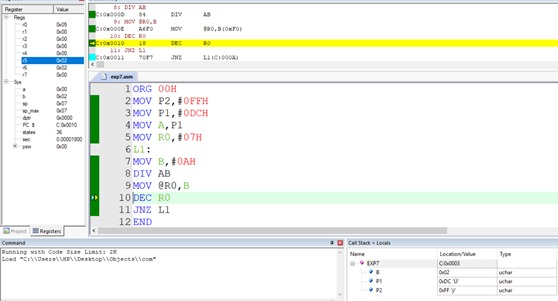 Register
Value
Regs
r0
0x05
r1
0x00
r2
0x00
r3
0x00
r4
0x00
r5
0x02
r6
0x00
r7
0x00
Sys
a
0x00
b
0x02
sp
0x07
sp_max
0x07
dptr
0x0000
PC $
C:0x0010
states
36
sec
0.00001800
psw
0x00
Project
Registers
8: DIV AB
C:0x000D 84 DIV AB
9: MOV @R0,B
C:0x000E A6F0 MOV @R0,B(0xF0)
10: DEC R0
C:0x0010 18 DEC R0
11: JNZ L1
C:0x0011 70F7 JNZ L1(C:000A)
exp7.asm
1 ORG 00H
2 MOV P2,#0FFH
3 MOV P1,#0DCH
4 MOV A,P1
5 MOV R0,#07H
6 L1:
7 MOV B,#0AH
8 DIV AB
9 MOV @R0,B
10 DEC R0
11 JNZ L1
12 END
Command
Running with Code Size Limit: 2K
Load "C:\\Users\\HP\\Desktop\\Objects\\com"
Call Stack + Locals
Name Location/Value Type
EXP7 C:0x0003
B 0x02 uchar
P1 0xDC 'Ü' uchar
P2 0xFF 'ÿ' uchar